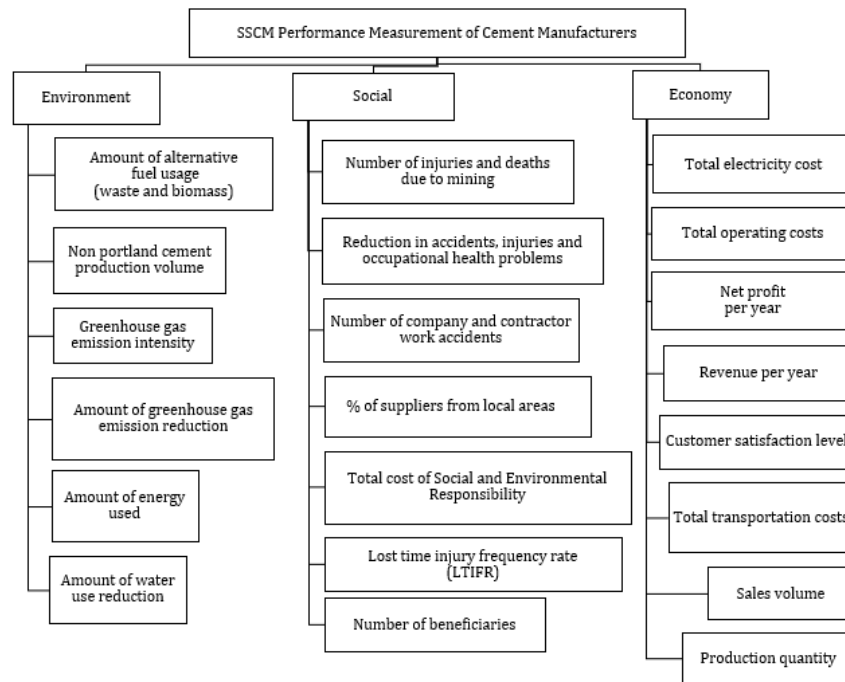 SSCM Performance Measurement of Cement Manufacturers
Environment
Amount of alternative
fuel usage
(waste and biomass)
Non portland cement
production volume
Greenhouse gas
emission intensity
Amount of greenhouse gas
emission reduction
Amount of energy
used
Amount of water
use reduction
Social
Number of injuries and deaths
due to mining
Reduction in accidents, injuries and
occupational health problems
Number of company and contractor
work accidents
% of suppliers from local areas
Total cost of Social and Environmental
Responsibility
Lost time injury frequency rate
(LTIFR)
Number of beneficiaries
Economy
Total electricity cost
Total operating costs
Net profit
per year
Revenue per year
Customer satisfaction level
Total transportation costs
Sales volume
Production quantity